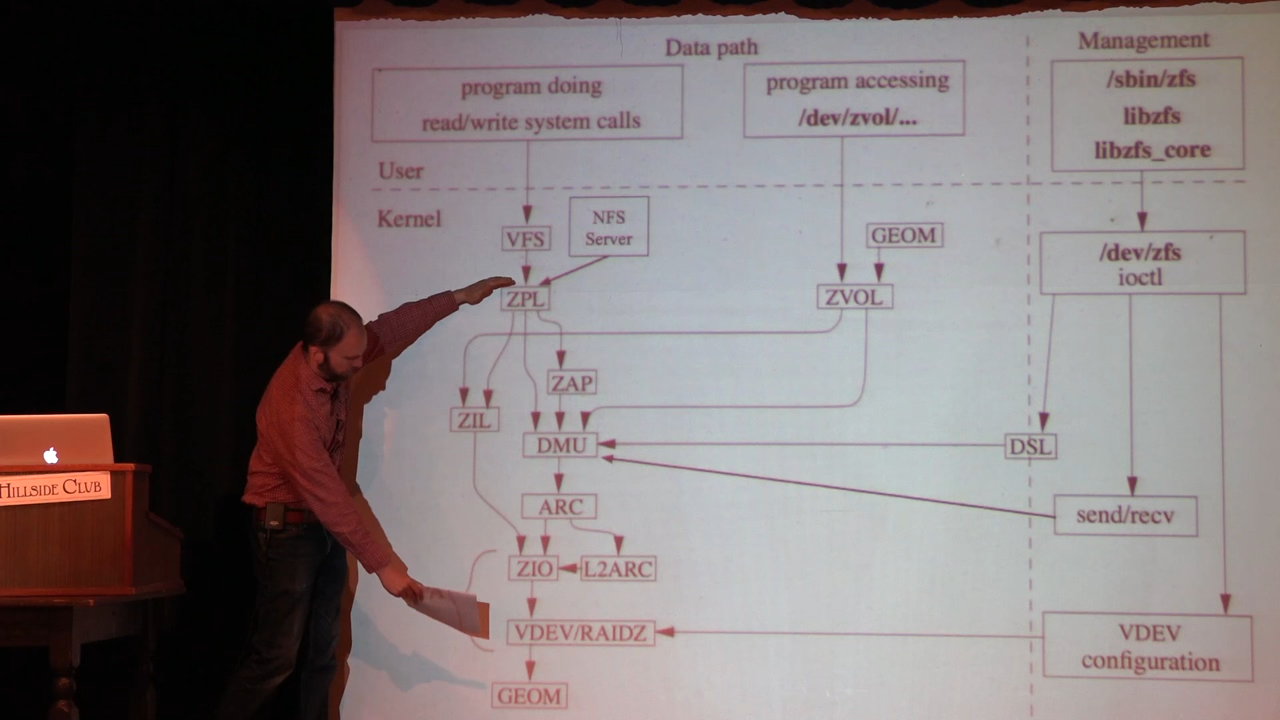 Data path
Management
program doing
read/write system calls
program accessing
/dev/zvol/...
/sbin/zfs
libzfs
libzfs_core
User
Kernel
VFS
NFS
Server
GEOM
/dev/zfs
ioctl
ZPL
ZVOL
ZAP
ZIL
DMU
DSL
ARC
send/recv
ZIO
L2ARC
VDEV/RAIDZ
VDEV
configuration
GEOM
HILLSIDE CLUB